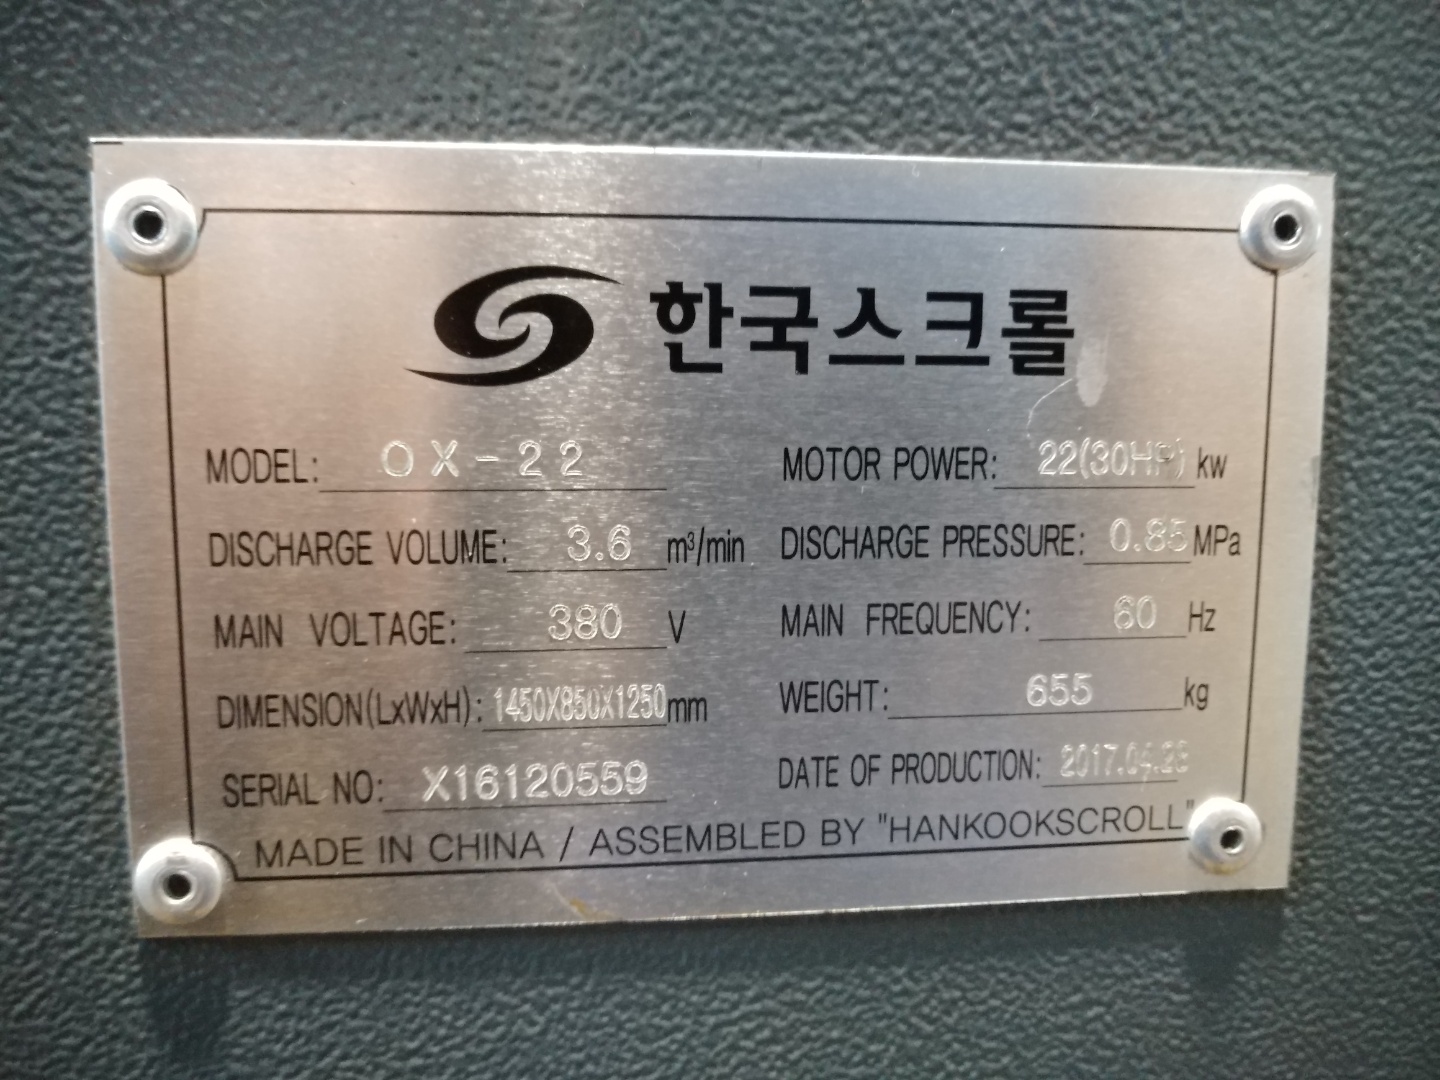 한국스크롤
MODEL: OX-22 MOTOR POWER: 22(30HP) kw
DISCHARGE VOLUME: 3.6 m³/min DISCHARGE PRESSURE: 0.85 MPa
MAIN VOLTAGE: 380 V MAIN FREQUENCY: 60 Hz
DIMENSION(LxWxH): 1450X850X1250 mm WEIGHT: 655 kg
SERIAL NO: X16120559 DATE OF PRODUCTION:
MADE IN CHINA / ASSEMBLED BY "HANKOOKSCROLL"